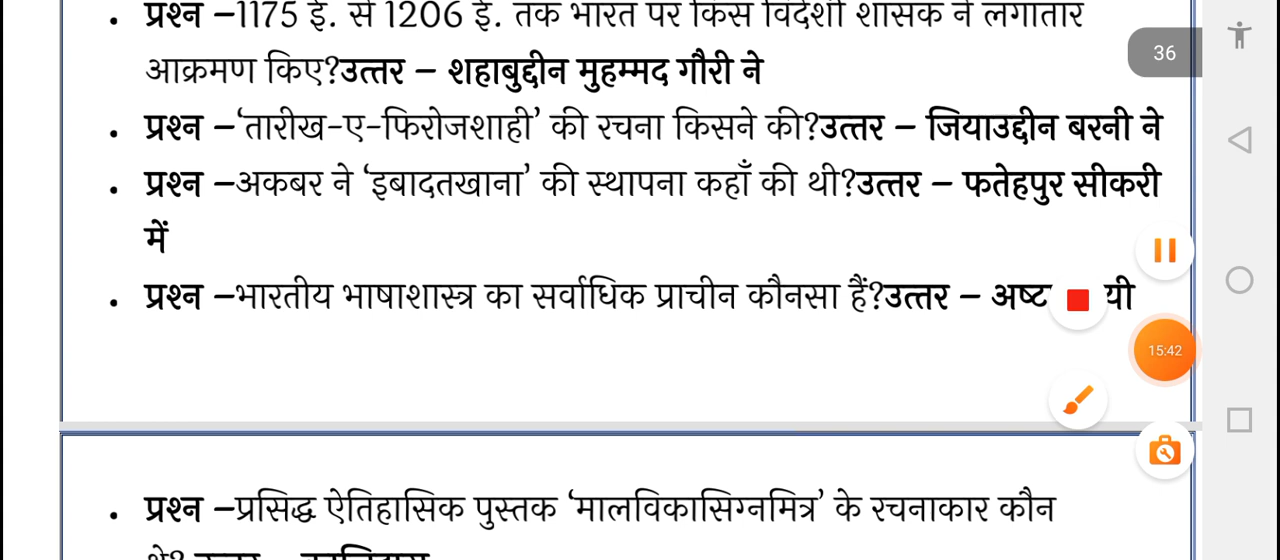 • प्रश्न –1175 ई. से 1206 ई. तक भारत पर किस विदेशी शासक ने लगातार
आक्रमण किए?उत्तर – शहाबुद्दीन मुहम्मद गौरी ने
• प्रश्न –‘तारीख-ए-फिरोजशाही’ की रचना किसने की?उत्तर – जियाउद्दीन बरनी ने
• प्रश्न –अकबर ने ‘इबादतखाना’ की स्थापना कहाँ की थी?उत्तर – फतेहपुर सीकरी
में
• प्रश्न –भारतीय भाषाशास्त्र का सर्वाधिक प्राचीन कौनसा हैं?उत्तर –
• प्रश्न –प्रसिद्ध ऐतिहासिक पुस्तक ‘मालविकासिग्नमित्र’ के रचनाकार कौन
36
15:42